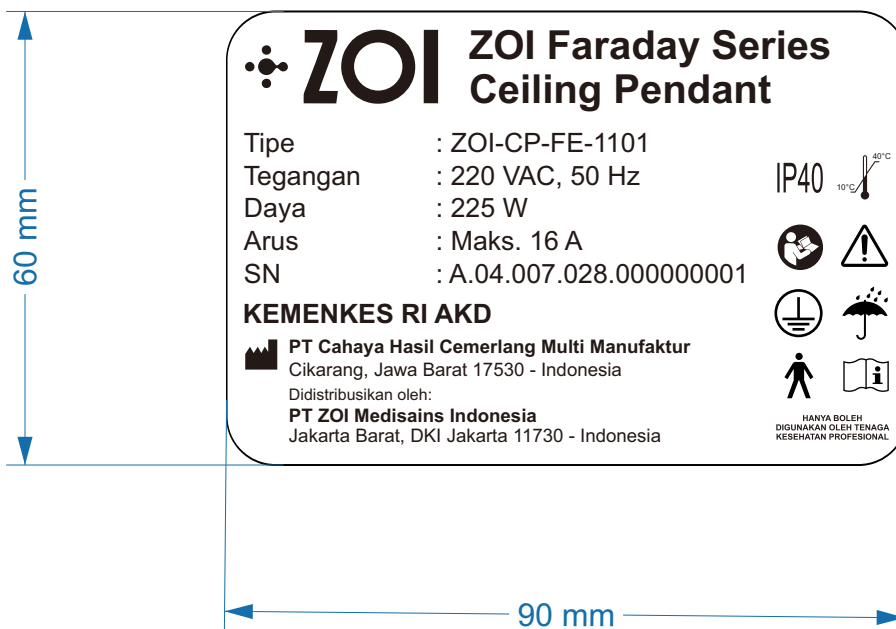 ZOI
ZOI Faraday Series
Ceiling Pendant
Tipe : ZOI-CP-FE-1101
Tegangan : 220 VAC, 50 Hz
Daya : 225 W
Arus : Maks. 16 A
SN : A.04.007.028.000000001
KEMENKES RI AKD
PT Cahaya Hasil Cemerlang Multi Manufaktur
Cikarang, Jawa Barat 17530 - Indonesia
Didistribusikan oleh:
PT ZOI Medisains Indonesia
Jakarta Barat, DKI Jakarta 11730 - Indonesia
IP40
10°C
40°C
i
HANYA BOLEH
DIGUNAKAN OLEH TENAGA
KESEHATAN PROFESIONAL
60 mm
90 mm